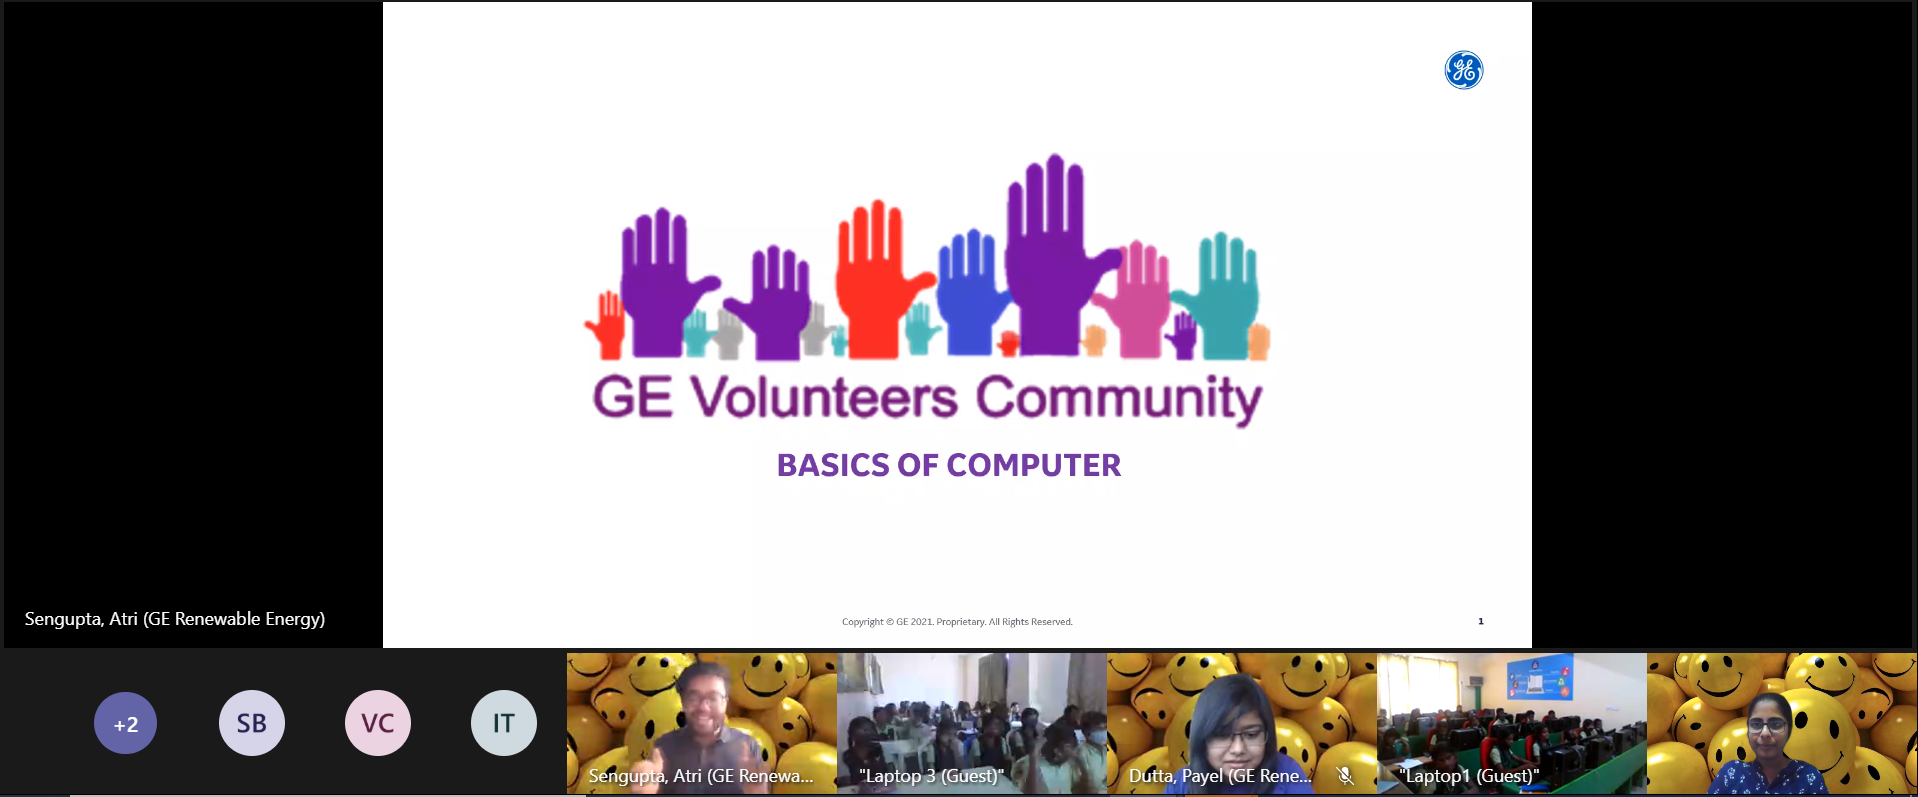 GE
GE Volunteers Community
BASICS OF COMPUTER
Sengupta, Atri (GE Renewable Energy)
Copyright © GE 2021. Proprietary. All Rights Reserved.
1
+2
SB
VC
IT
Sengupta, Atri (GE Renewa...
"Laptop 3 (Guest)"
Dutta, Payel (GE Rene...
"Laptop1 (Guest)"